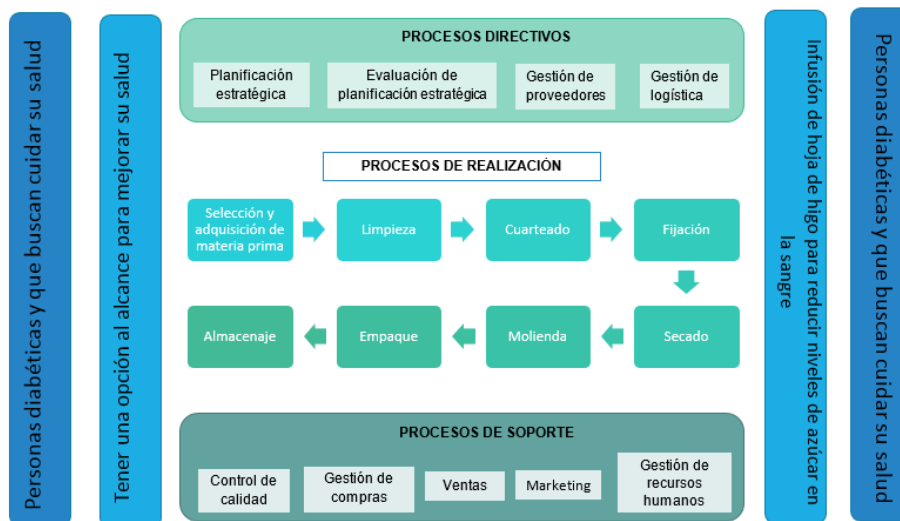 Personas diabéticas y que buscan cuidar su salud
Tener una opción al alcance para mejorar su salud
PROCESOS DIRECTIVOS
Planificación
estratégica
Evaluación de
planificación estratégica
Gestión de
proveedores
Gestión de
logística
PROCESOS DE REALIZACIÓN
Selección y
adquisición de
materia prima
Limpieza
Cuarteado
Fijación
Secado
Molienda
Empaque
Almacenaje
PROCESOS DE SOPORTE
Control de
calidad
Gestión de
compras
Ventas
Marketing
Gestión de
recursos
humanos
Infusión de hoja de higo para reducir niveles de azúcar en
la sangre
Personas diabéticas y que buscan cuidar su salud